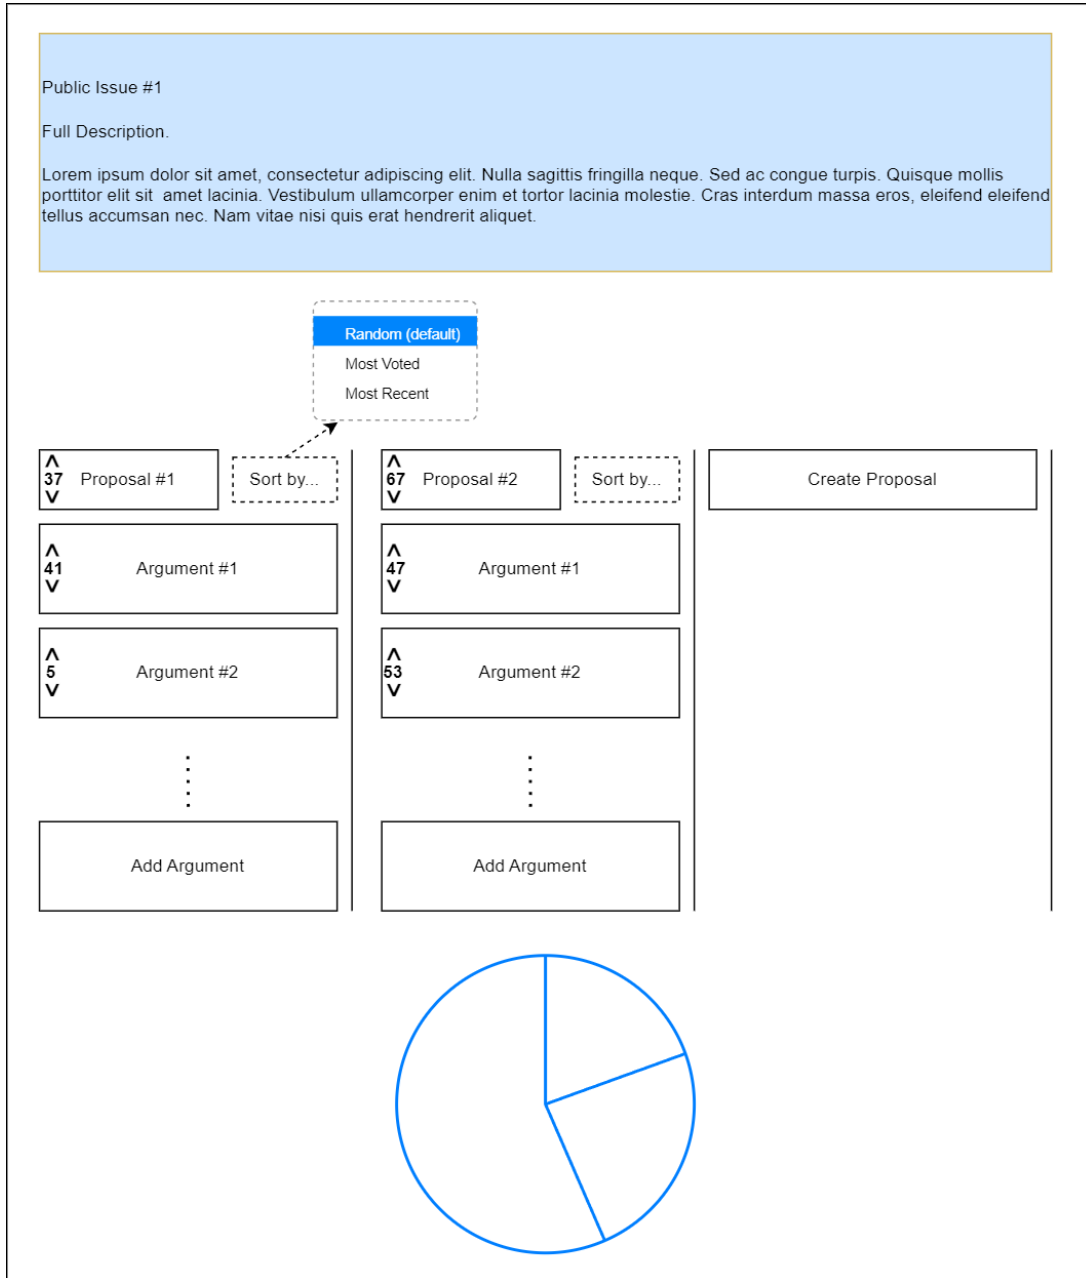 Public Issue #1
Full Description.
Lorem ipsum dolor sit amet, consectetur adipiscing elit. Nulla sagittis fringilla neque. Sed ac congue turpis. Quisque mollis
porttitor elit sit  amet lacinia. Vestibulum ullamcorper enim et tortor lacinia molestie. Cras interdum massa eros, eleifend eleifend
tellus accumsan nec. Nam vitae nisi quis erat hendrerit aliquet.
Random (default)
Most Voted
Most Recent
37 Proposal #1
Sort by...
41 Argument #1
5 Argument #2
Add Argument
67 Proposal #2
Sort by...
47 Argument #1
53 Argument #2
Add Argument
Create Proposal